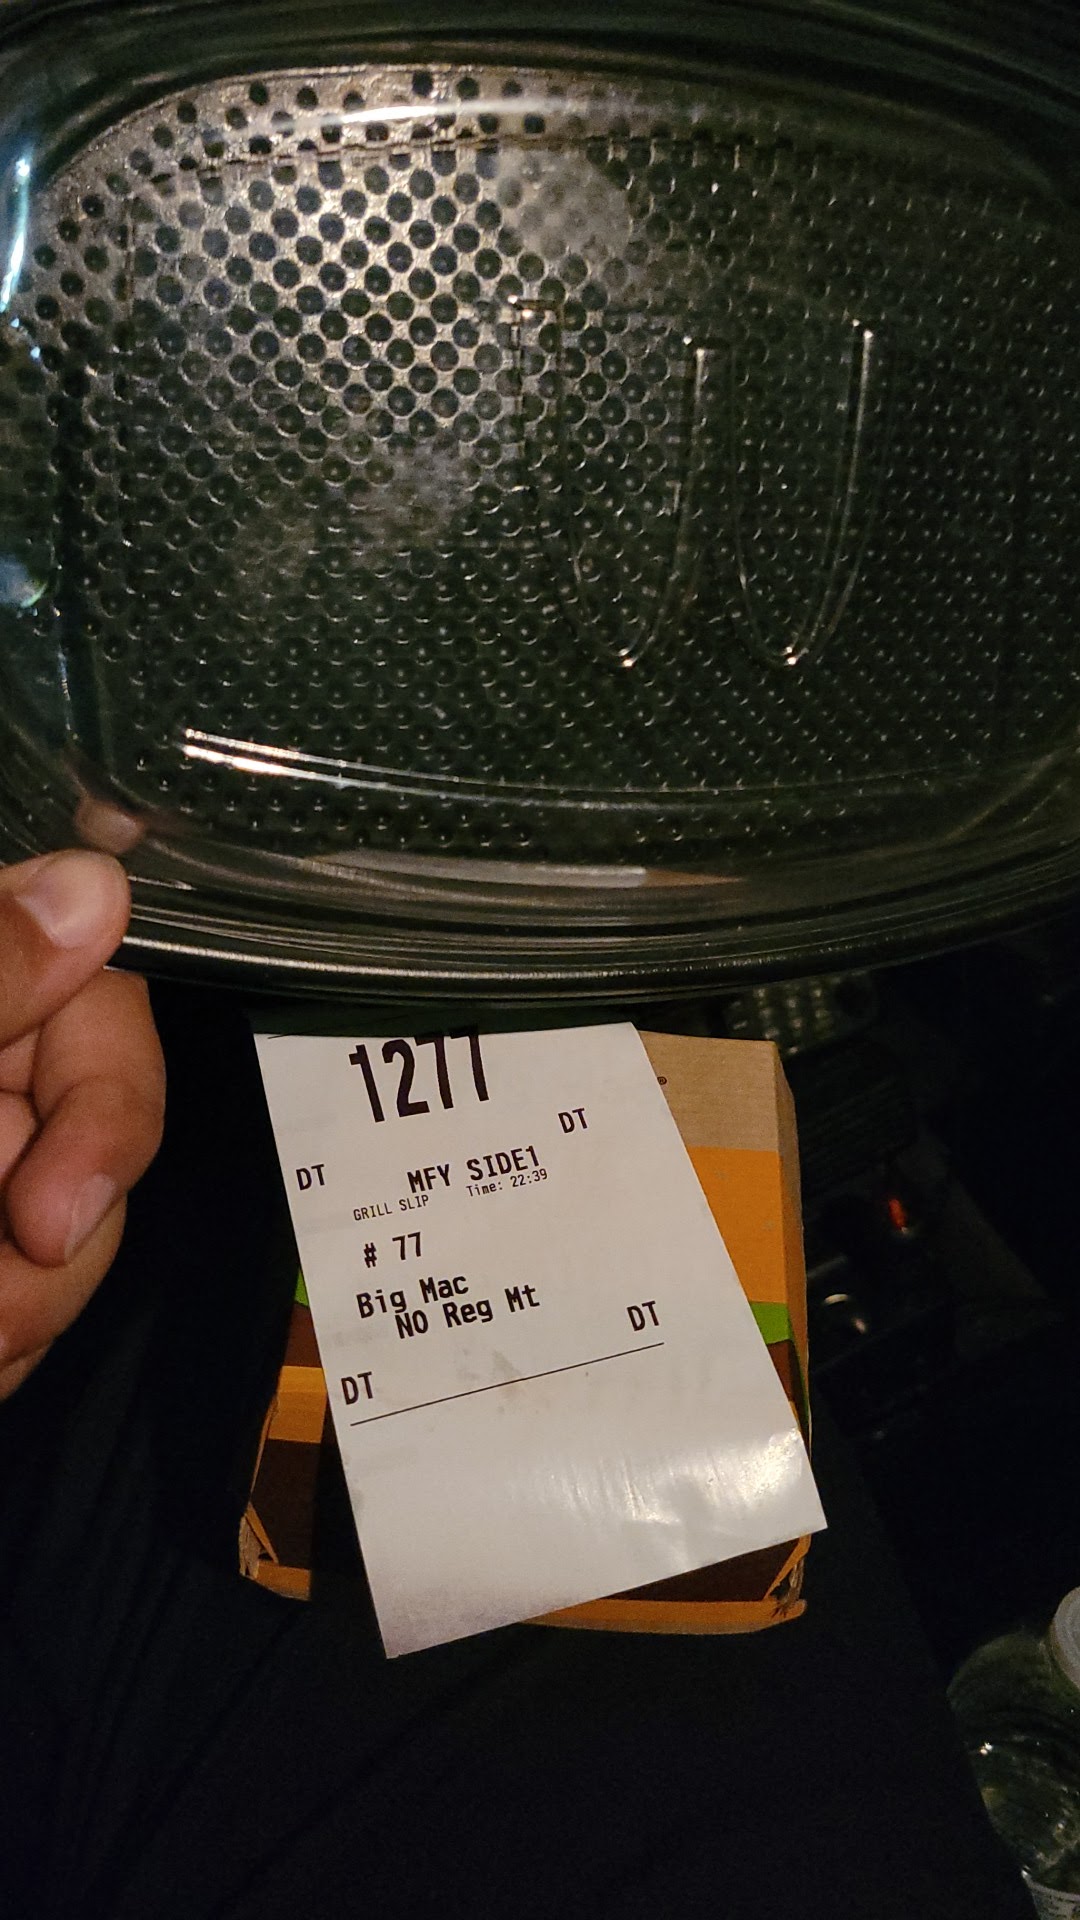 1277
DT
DT
MFY SIDE1
GRILL SLIP Time: 22:39
# 77
Big Mac
NO Reg Mt
DT
DT